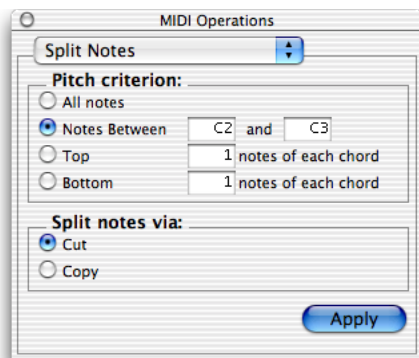 MIDI Operations
Split Notes
Pitch criterion:
All notes
Notes Between C2 and C3
Top 1 notes of each chord
Bottom 1 notes of each chord
Split notes via:
Cut
Copy
Apply